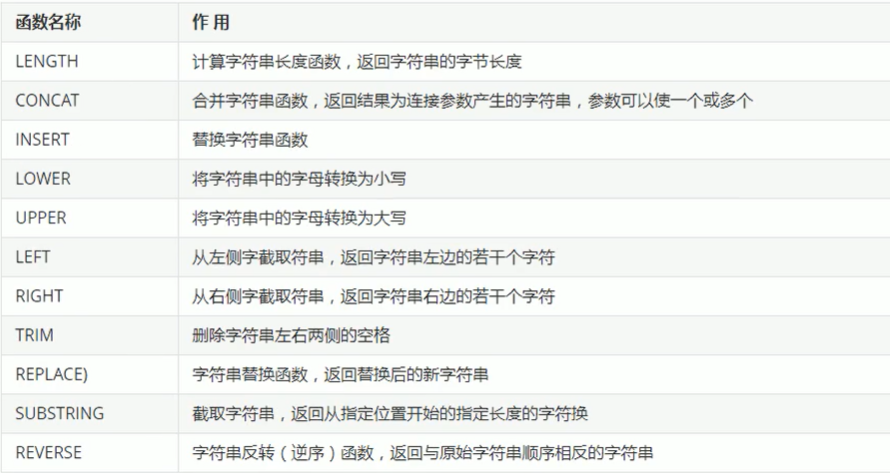 函数名称 作 用
LENGTH 计算字符串长度函数，返回字符串的字节长度
CONCAT 合并字符串函数，返回结果为连接参数产生的字符串，参数可以使一个或多个
INSERT 替换字符串函数
LOWER 将字符串中的字母转换为小写
UPPER 将字符串中的字母转换为大写
LEFT 从左侧字截取符串，返回字符串左边的若干个字符
RIGHT 从右侧字截取符串，返回字符串右边的若干个字符
TRIM 删除字符串左右两侧的空格
REPLACE) 字符串替换函数，返回替换后的新字符串
SUBSTRING 截取字符串，返回从指定位置开始的指定长度的字符换
REVERSE 字符串反转（逆序）函数，返回与原始字符串顺序相反的字符串